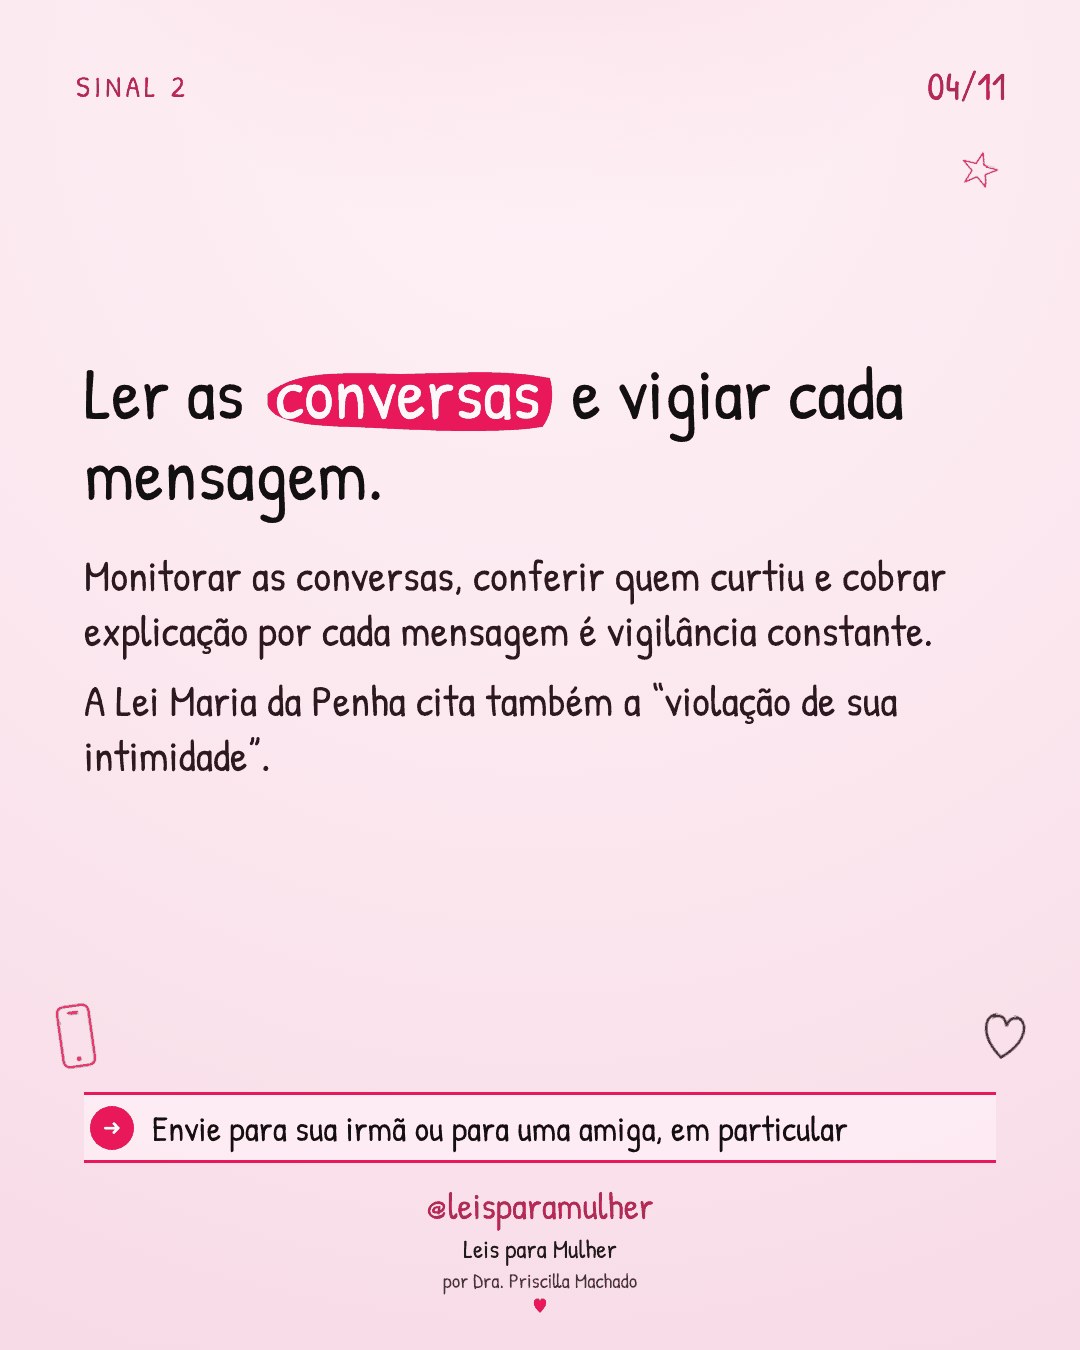 SINAL 2
04/11
Ler as conversas e vigiar cada
mensagem.
Monitorar as conversas, conferir quem curtiu e cobrar
explicação por cada mensagem é vigilância constante.
A Lei Maria da Penha cita também a “violação de sua
intimidade”.
Envie para sua irmã ou para uma amiga, em particular
@leisparamulher
Leis para Mulher
por Dra. Priscilla Machado